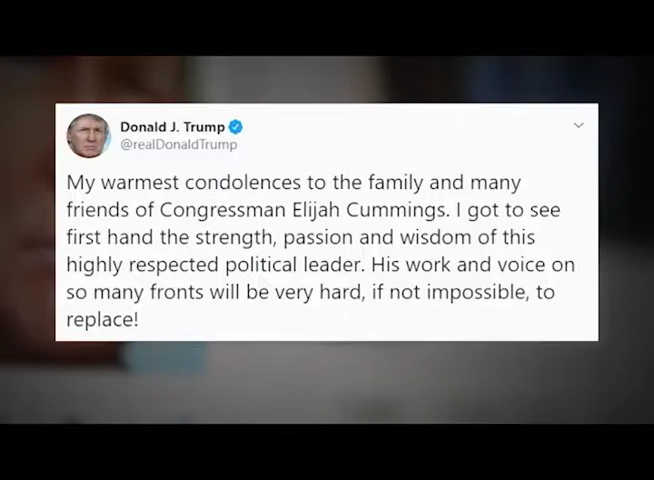 Donald J. Trump
@realDonaldTrump
My warmest condolences to the family and many
friends of Congressman Elijah Cummings. I got to see
first hand the strength, passion and wisdom of this
highly respected political leader. His work and voice on
so many fronts will be very hard, if not impossible, to
replace!